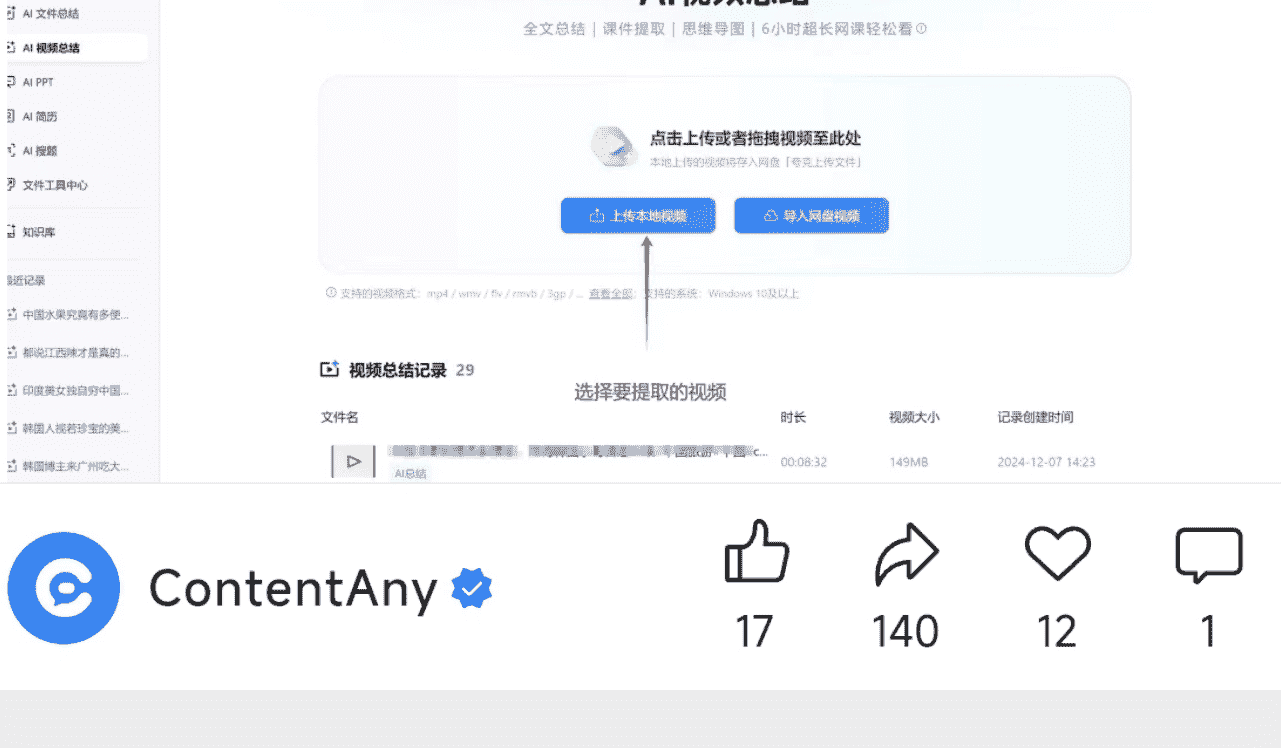 AI 文件总结
AI 视频总结
AI PPT
AI 简历
AI 搜题
文件工具中心
知识库
最近记录
中国水果究竟有多便...
都说江西辣才是真的...
印度美女独自穷中国...
韩国人视若珍宝的美...
韩国博主来广州吃大...
AI视频总结
全文总结 | 课件提取 | 思维导图 | 6小时超长网课轻松看
点击上传或者拖拽视频至此处
本地上传的视频将存入网盘「夸克上传文件」
上传本地视频
导入网盘视频
支持的视频格式：mp4 / wmv / flv / rmvb / 3gp / ... 查看全部；支持的系统：Windows 10及以上
视频总结记录 29
选择要提取的视频
文件名 时长 视频大小 记录创建时间
00:08:32 149MB 2024-12-07 14:23
AI总结
ContentAny
17 140 12 1